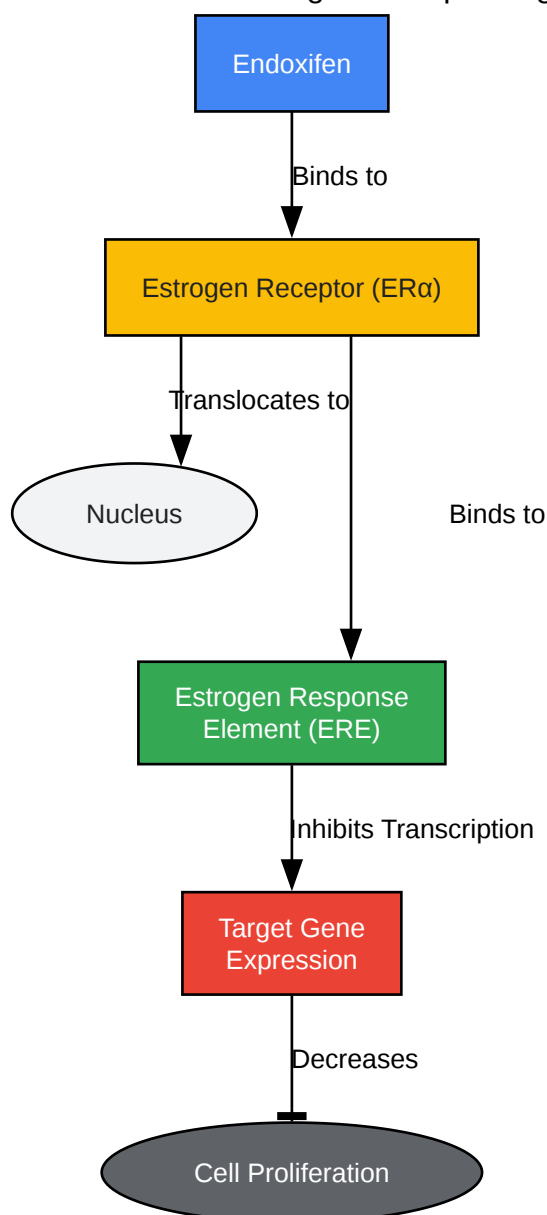 Endoxifen
Binds to
Estrogen Receptor (ERα)
Translocates to
Nucleus
Binds to
Estrogen Response
Element (ERE)
Inhibits Transcription
Target Gene
Expression
Decreases
Cell Proliferation